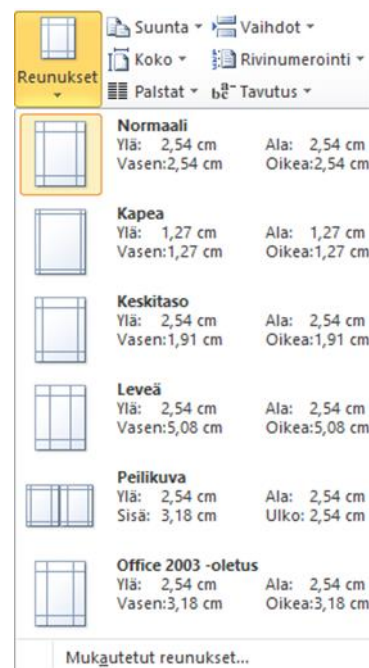 Reunukset
Suunta Vaihdot
Koko Rivinumerointi
Palstat Tavutus
Normaali
Ylä: 2,54 cm Ala: 2,54 cm
Vasen:2,54 cm Oikea:2,54 cm
Kapea
Ylä: 1,27 cm Ala: 1,27 cm
Vasen:1,27 cm Oikea:1,27 cm
Keskitaso
Ylä: 2,54 cm Ala: 2,54 cm
Vasen:1,91 cm Oikea:1,91 cm
Leveä
Ylä: 2,54 cm Ala: 2,54 cm
Vasen:5,08 cm Oikea:5,08 cm
Peilikuva
Ylä: 2,54 cm Ala: 2,54 cm
Sisä: 3,18 cm Ulko: 2,54 cm
Office 2003 -oletus
Ylä: 2,54 cm Ala: 2,54 cm
Vasen:3,18 cm Oikea:3,18 cm
Mukautetut reunukset...